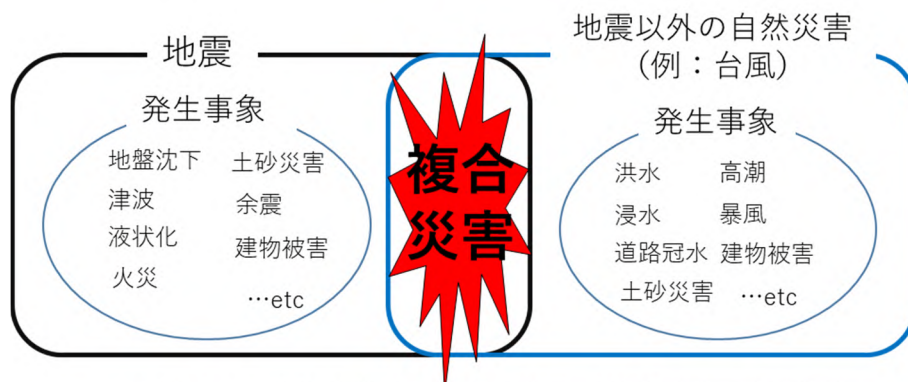 地震
発生事象
地盤沈下 土砂災害
津波 余震
液状化 建物被害
火災 …etc
複合
災害
地震以外の自然災害
(例：台風)
発生事象
洪水 高潮
浸水 暴風
道路冠水 建物被害
土砂災害 …etc